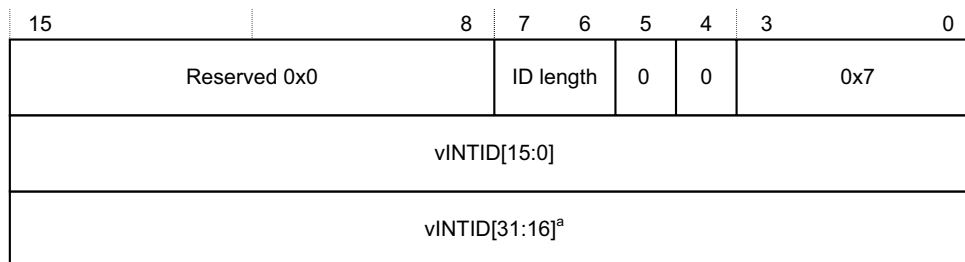 15 8 7 6 5 4 3 0
Reserved 0x0 ID length 0 0 0x7
vINTID[15:0]
vINTID[31:16]a